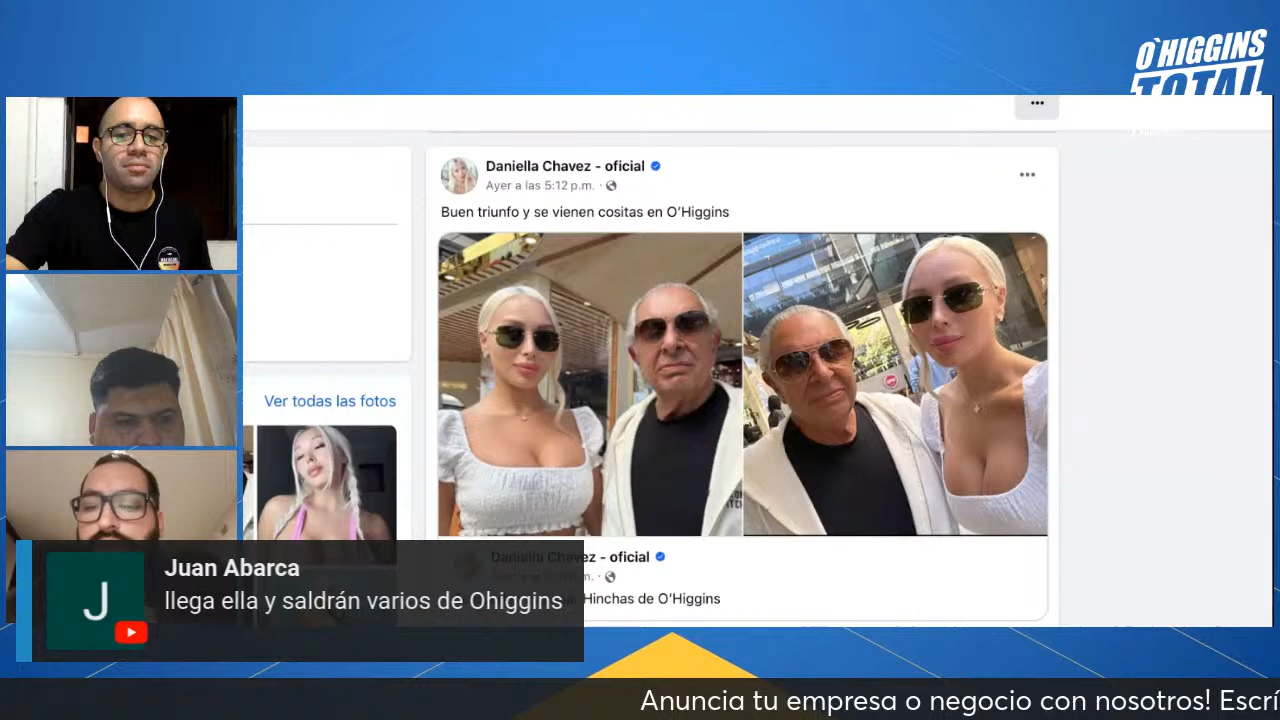 O'HIGGINS
TOTAL
Daniella Chavez - oficial
Ayer a las 5:12 p.m. ·
Buen triunfo y se vienen cositas en O'Higgins
Ver todas las fotos
Daniella Chavez - oficial
Hinchas de O'Higgins
J
Juan Abarca
llega ella y saldrán varios de Ohiggins
Anuncia tu empresa o negocio con nosotros! Escrí